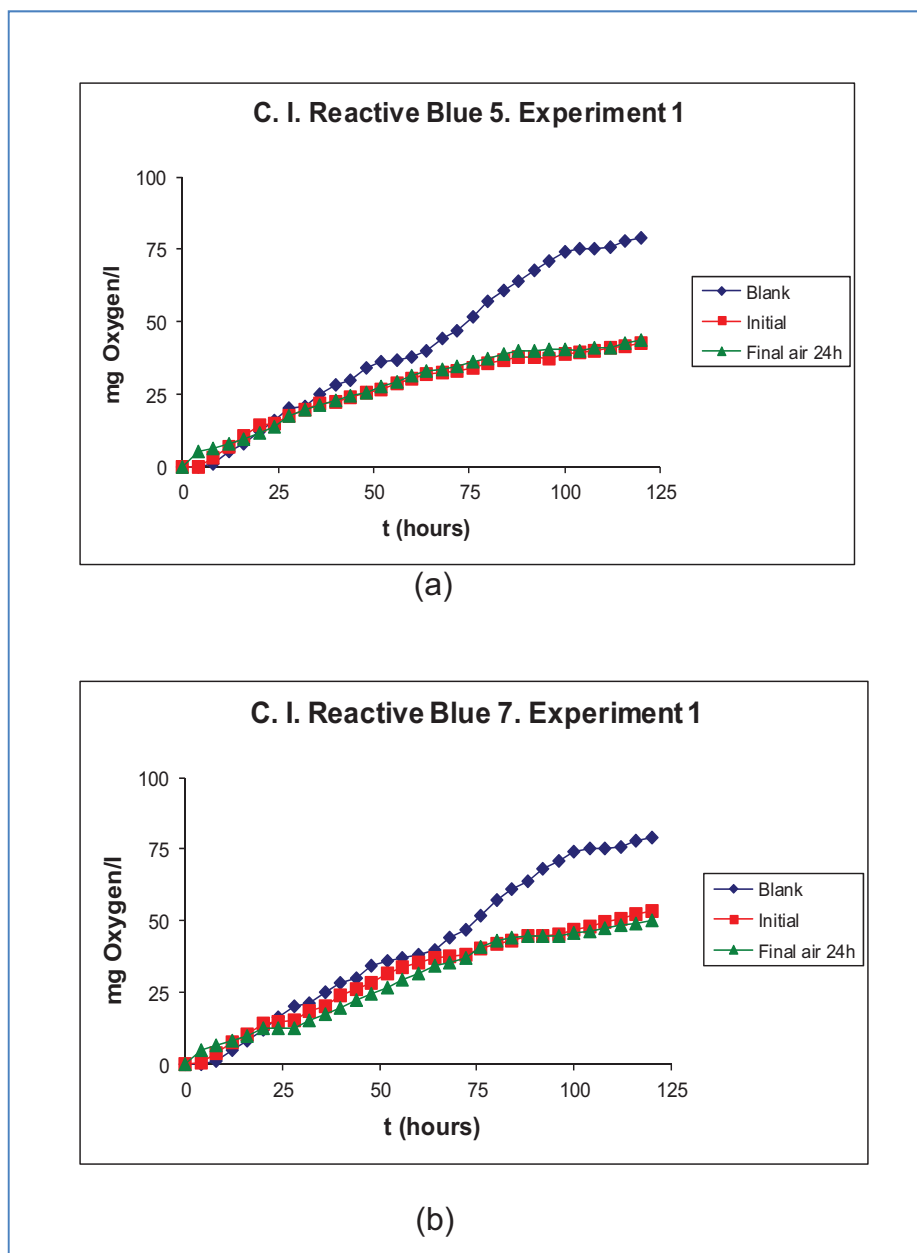 C. I. Reactive Blue 5. Experiment 1
100
75
50
25
0
mg Oxygen/l
0 25 50 75 100 125
t (hours)
Blank
Initial
Final air 24h
(a)
C. I. Reactive Blue 7. Experiment 1
100
75
50
25
0
mg Oxygen/l
0 25 50 75 100 125
t (hours)
Blank
Initial
Final air 24h
(b)